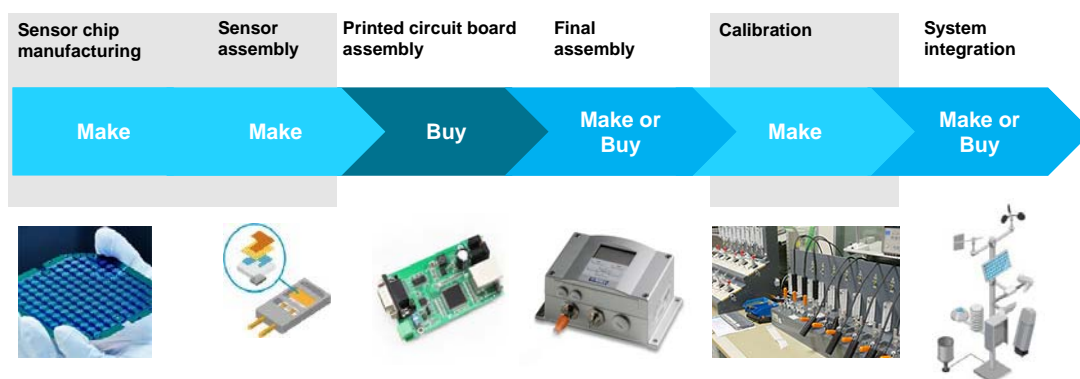 Sensor chip
manufacturing
Sensor
assembly
Printed circuit board
assembly
Final
assembly
Calibration
System
integration
Make
Make
Buy
Make or
Buy
Make
Make or
Buy